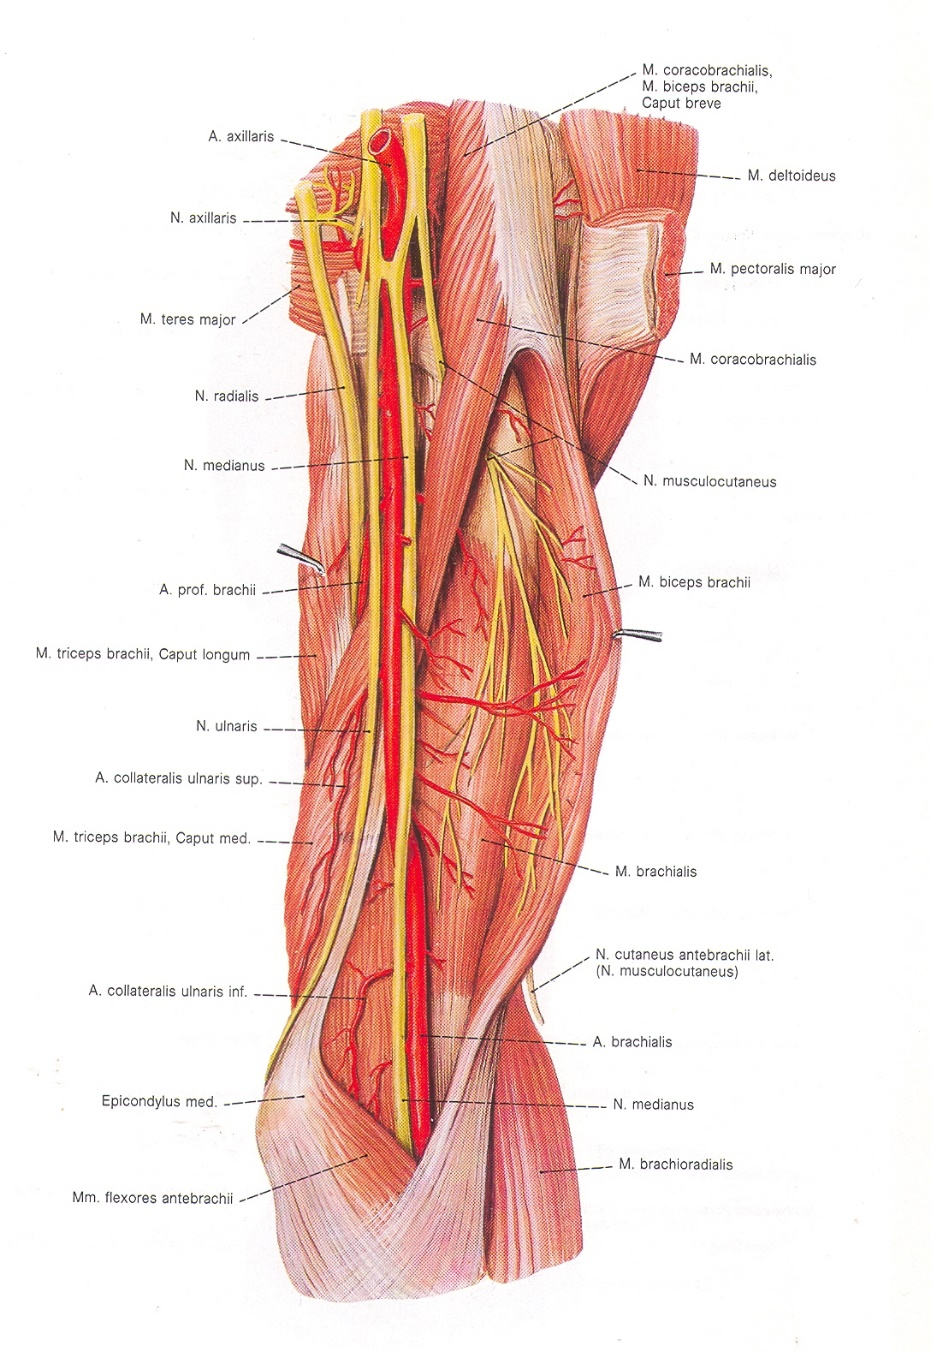 M. coracobrachialis,
M. biceps brachii,
Caput breve
A. axillaris
M. deltoideus
N. axillaris
M. pectoralis major
M. teres major
M. coracobrachialis
N. radialis
N. medianus
N. musculocutaneus
M. biceps brachii
A. prof. brachii
M. triceps brachii, Caput longum
N. ulnaris
A. collateralis ulnaris sup.
M. triceps brachii, Caput med.
M. brachialis
N. cutaneus antebrachii lat.
(N. musculocutaneus)
A. collateralis ulnaris inf.
A. brachialis
Epicondylus med.
N. medianus
M. brachioradialis
Mm. flexores antebrachii